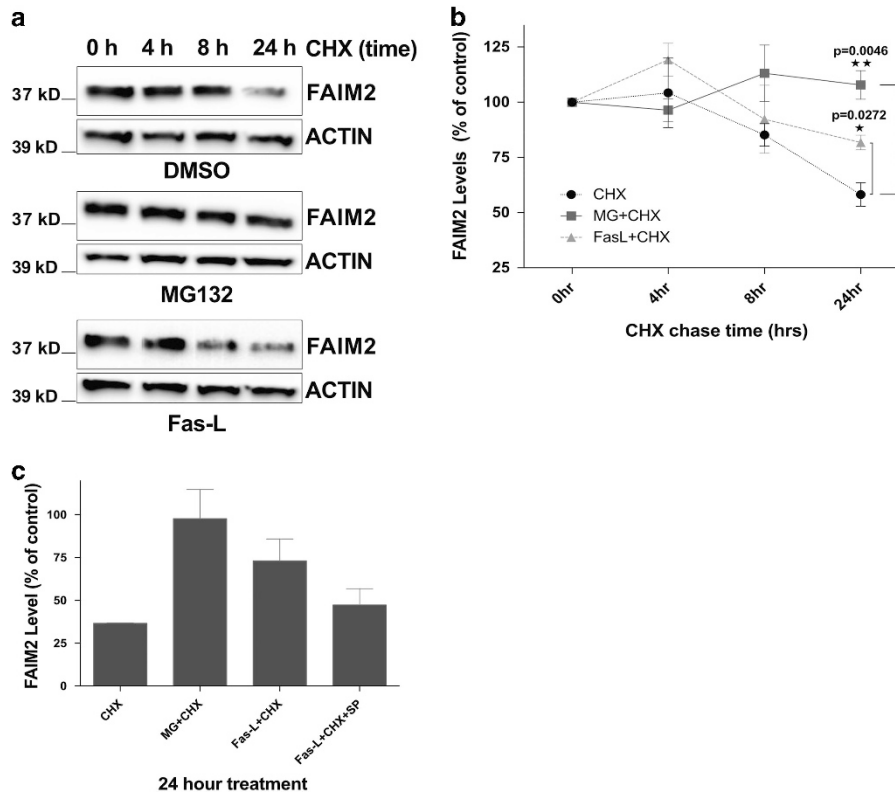 a
0 h 4 h 8 h 24 h CHX (time)
37 kD FAIM2
39 kD ACTIN
DMSO
37 kD FAIM2
39 kD ACTIN
MG132
37 kD FAIM2
39 kD ACTIN
Fas-L
b
FAIM2 Levels (% of control)
125
100
75
50
25
p=0.0046
★★
p=0.0272
★
CHX
MG+CHX
FasL+CHX
0hr 4hr 8hr 24hr
CHX chase time (hrs)
c
FAIM2 Level (% of control)
100
75
50
25
0
CHX MG+CHX Fas-L+CHX Fas-L+CHX+SP
24 hour treatment